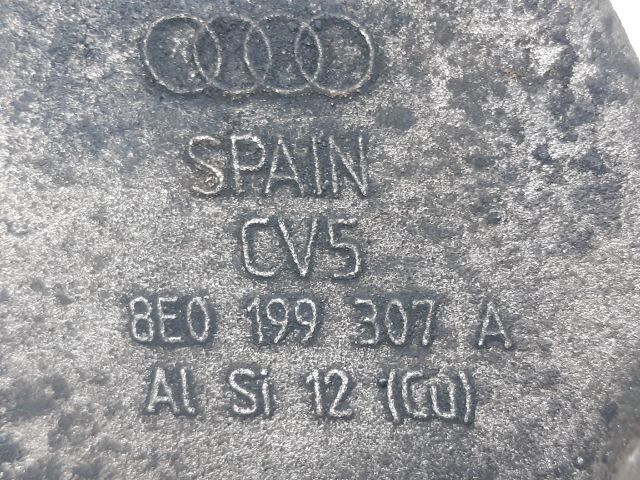 SPAIN
CV5
8E0 199 307 A
Al Si 12 (Cu)